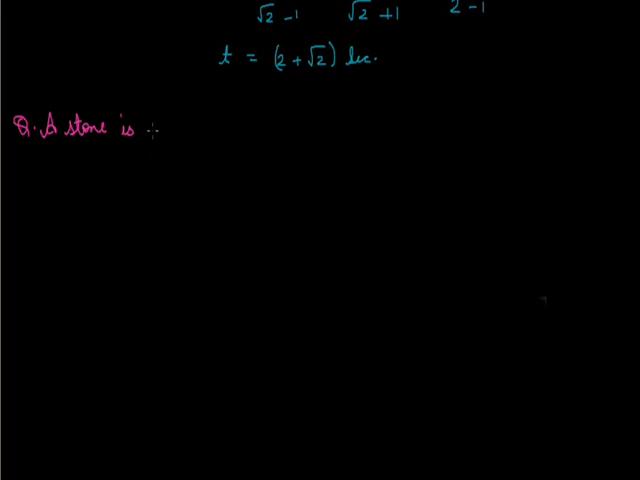 √2 - 1 √2 + 1 2 - 1
t = (2 + √2) sec.
Q. A stone is